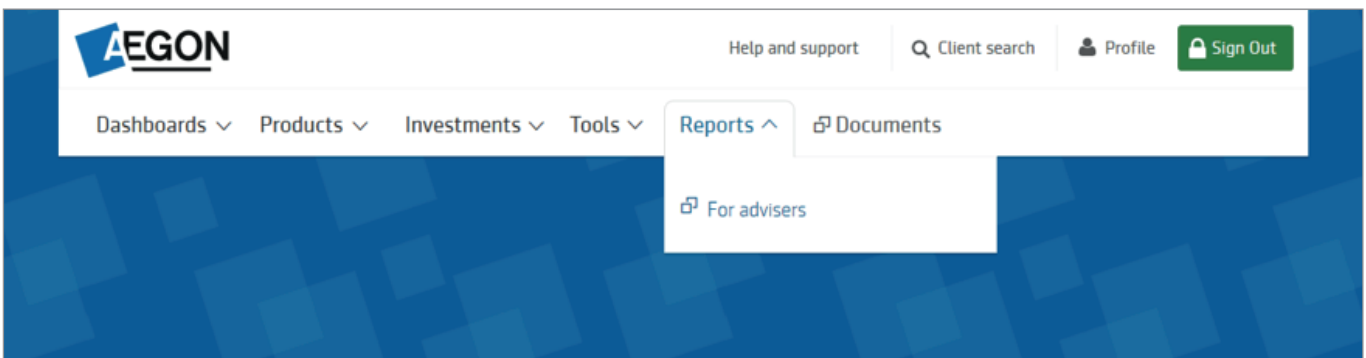 AEGON
Help and support Client search Profile Sign Out
Dashboards Products Investments Tools Reports Documents
For advisers